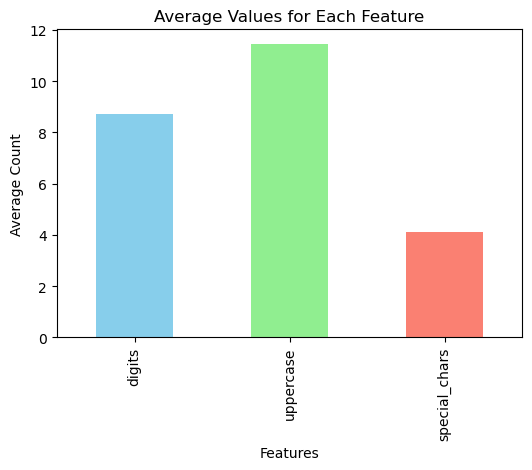 Average Values for Each Feature
12
10
8
6
4
2
0
Average Count
digits
uppercase
special_chars
Features